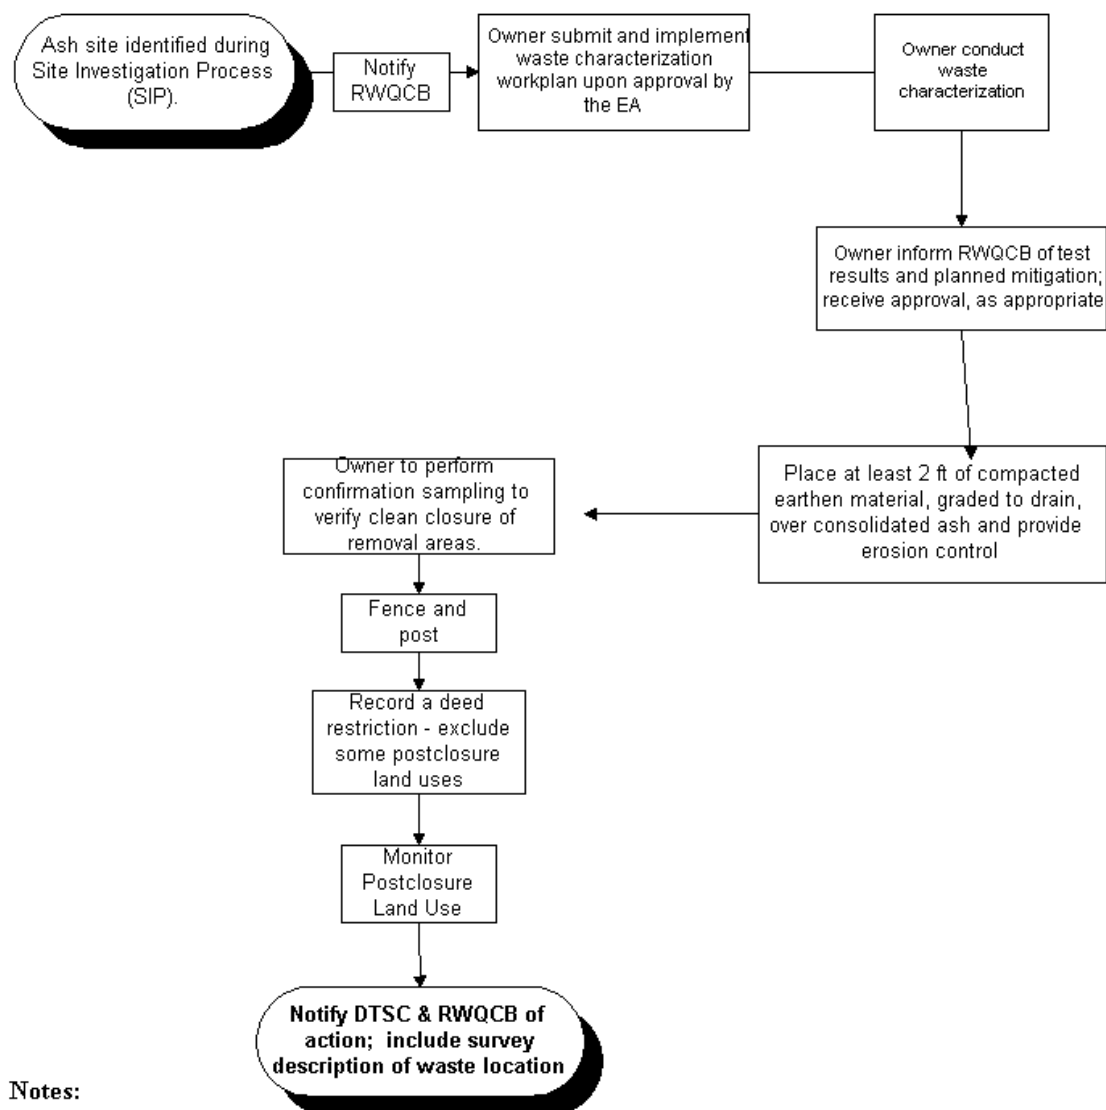 Ash site identified during
Site Investigation Process
(SIP).
Notify
RWQCB
Owner submit and implement
waste characterization
workplan upon approval by
the EA
Owner conduct
waste
characterization
Owner inform RWQCB of test
results and planned mitigation;
receive approval, as appropriate
Place at least 2 ft of compacted
earthen material, graded to drain,
over consolidated ash and provide
erosion control
Owner to perform
confirmation sampling to
verify clean closure of
removal areas.
Fence and
post
Record a deed
restriction - exclude
some postclosure
land uses
Monitor
Postclosure
Land Use
Notify DTSC & RWQCB of
action; include survey
description of waste location
Notes: